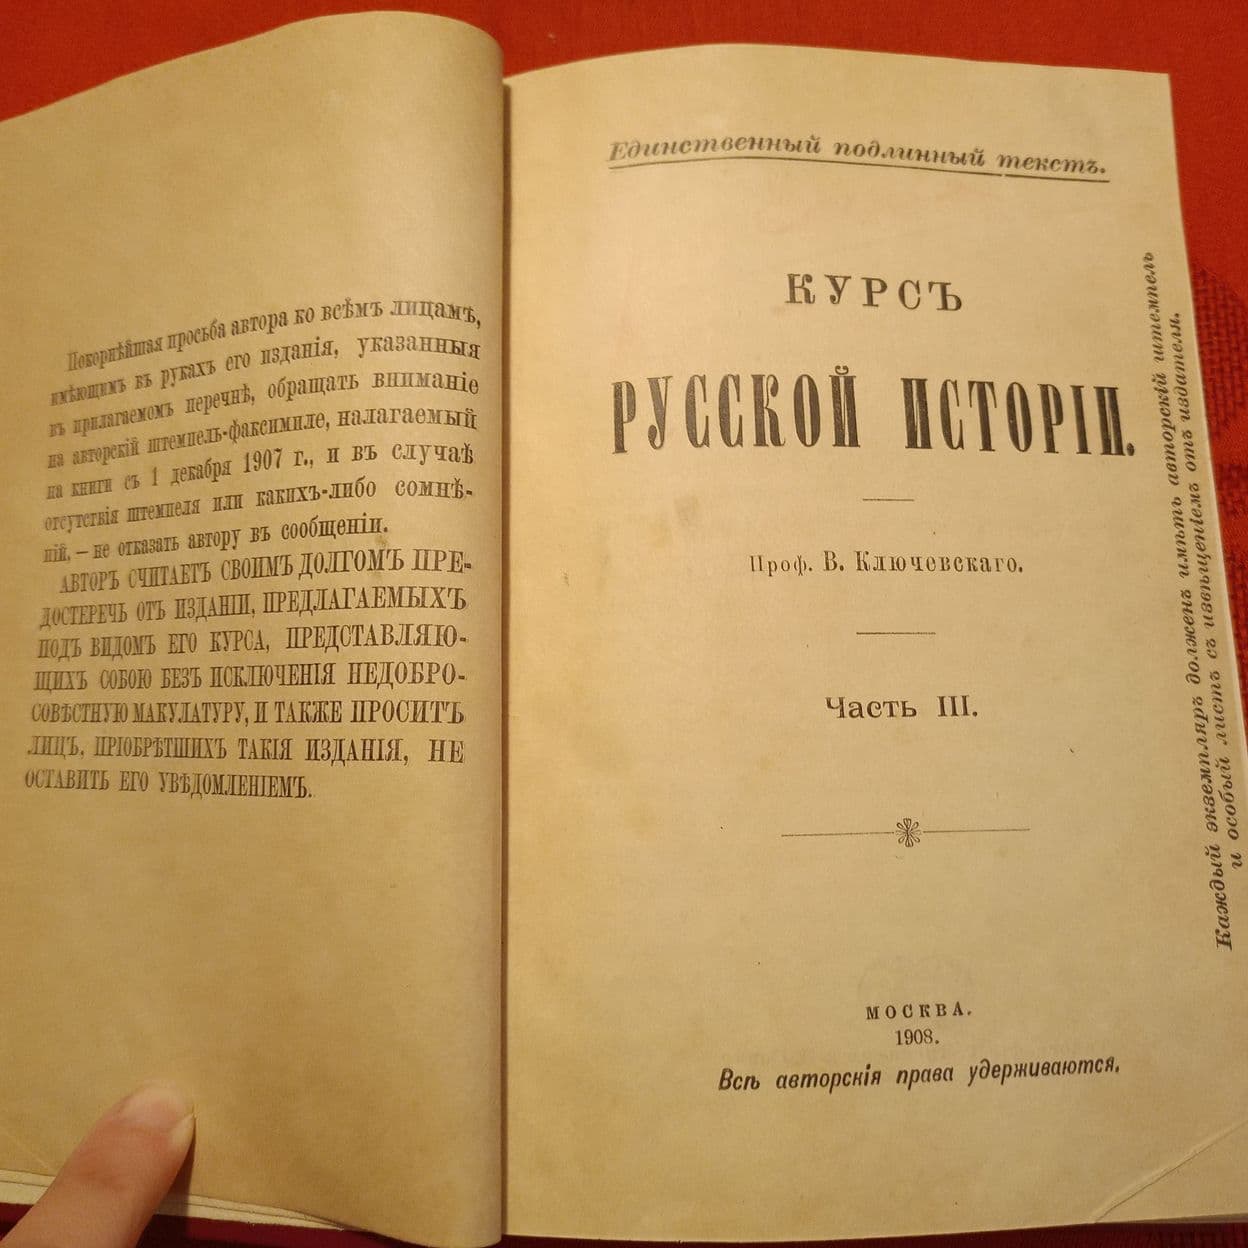 Покорнѣйшая просьба автора ко всѣмъ лицамъ,
имѣющимъ въ рукахъ его изданія, указанныя
въ прилагаемомъ перечнѣ, обращать вниманіе
на авторскій штемпель-факсимиле, налагаемый
на книги съ 1 декабря 1907 г., и въ случаѣ
отсутствія штемпеля или какихъ-либо сомнѣ-
ній, — не отказать автору въ сообщеніи.
АВТОРЪ СЧИТАЕТЪ СВОИМЪ ДОЛГОМЪ ПРЕ-
ДОСТЕРЕЧЬ ОТЪ ИЗДАНІЙ, ПРЕДЛАГАЕМЫХЪ
ПОДЪ ВИДОМЪ ЕГО КУРСА, ПРЕДСТАВЛЯЮ-
ЩИХЪ СОБОЮ БЕЗЪ ИСКЛЮЧЕНІЯ НЕДОБРО-
СОВѢСТНУЮ МАКУЛАТУРУ, И ТАКЖЕ ПРОСИТЪ
ЛИЦЪ, ПРІОБРѢТШИХЪ ТАКІЯ ИЗДАНІЯ, НЕ
ОСТАВИТЬ ЕГО УВѢДОМЛЕНІЕМЪ.
Единственный подлинный текстъ.
КУРСЪ
РУССКОЙ ИСТОРІИ.
Проф. В. Ключевскаго.
Часть III.
МОСКВА.
1908.
Всѣ авторскія права удерживаются.
Каждый экземпляръ долженъ имѣть авторскій штемпель
и особый листъ съ извѣщеніемъ отъ издателя.